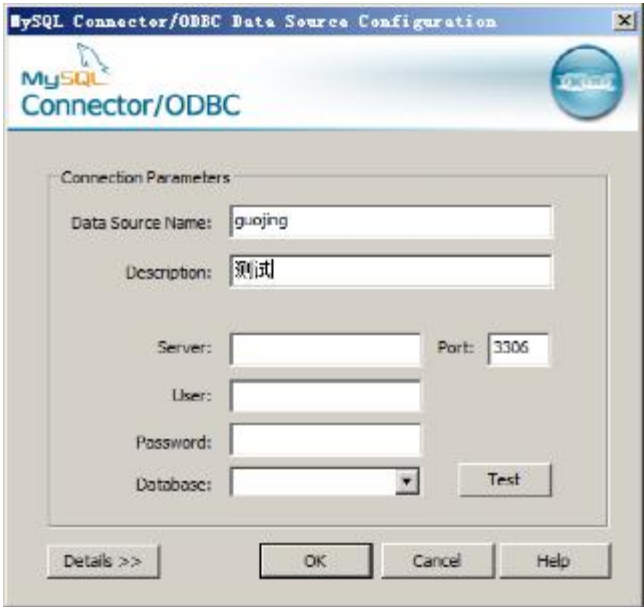 MySQL Connector/ODBC Data Source Configuration
MySQL
Connector/ODBC
Connection Parameters
Data Source Name: guojing
Description: 测试
Server: Port: 3306
User:
Password:
Database: Test
Details >> OK Cancel Help